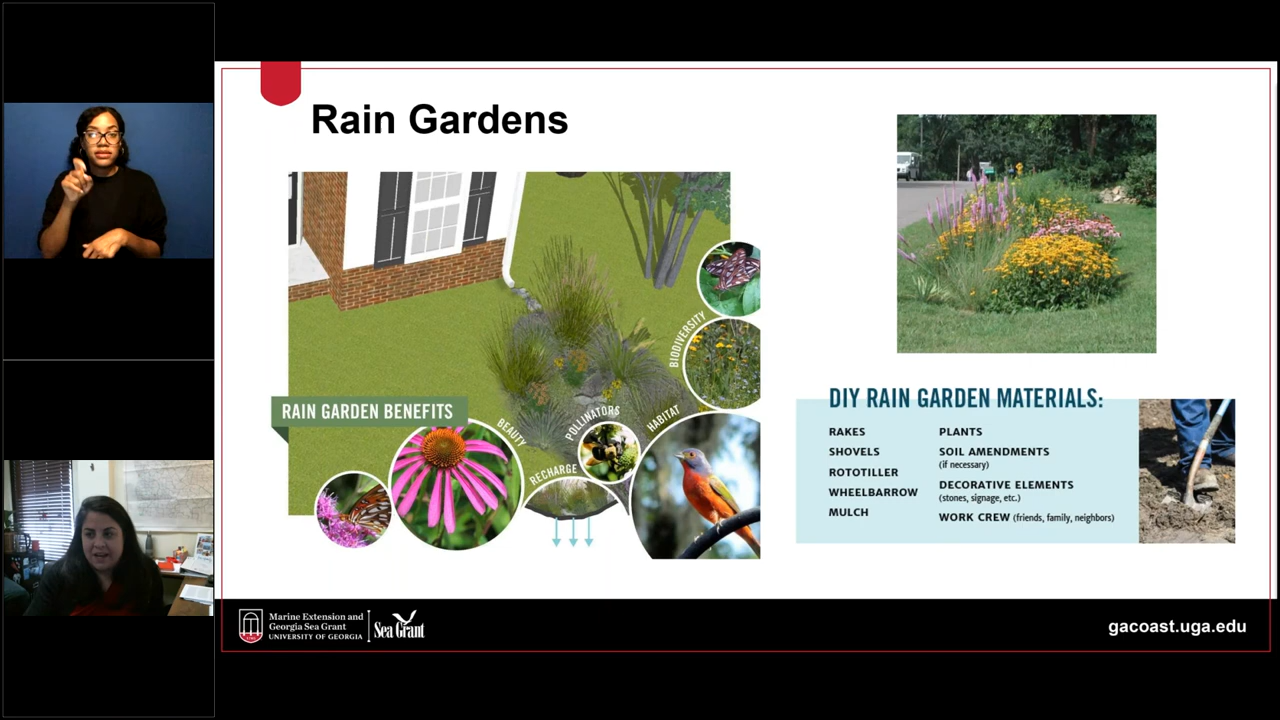 Rain Gardens
RAIN GARDEN BENEFITS
BEAUTY
RECHARGE
POLLINATORS
HABITAT
BIODIVERSITY
DIY RAIN GARDEN MATERIALS:
RAKES
SHOVELS
ROTOTILLER
WHEELBARROW
MULCH
PLANTS
SOIL AMENDMENTS
(if necessary)
DECORATIVE ELEMENTS
(stones, signage, etc.)
WORK CREW (friends, family, neighbors)
Marine Extension and
Georgia Sea Grant
UNIVERSITY OF GEORGIA
Sea Grant
gacoast.uga.edu